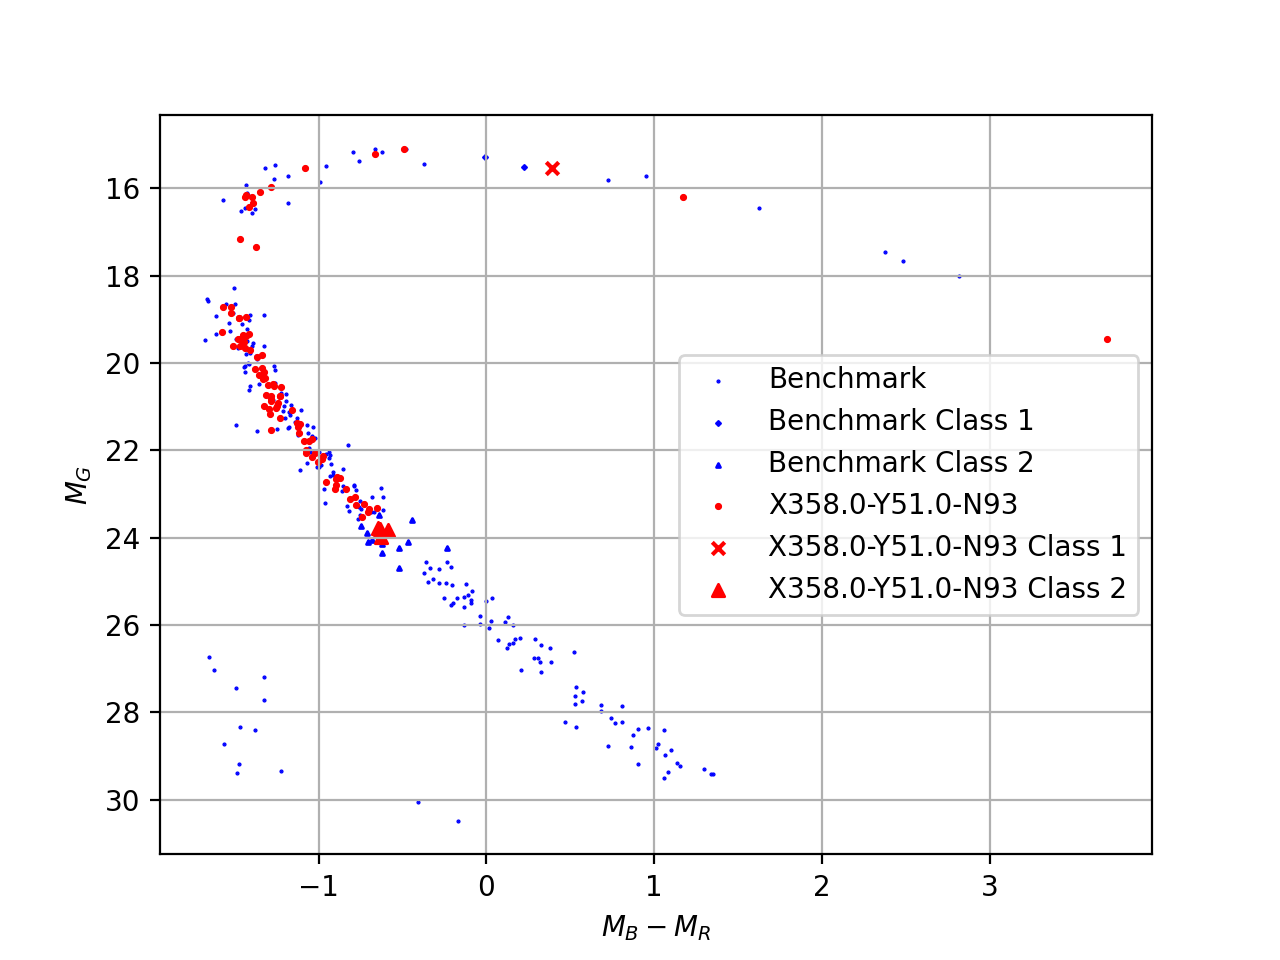 16
18
20
22
24
26
28
30
M_G
−1
0
1
2
3
M_B − M_R
Benchmark
Benchmark Class 1
Benchmark Class 2
X358.0-Y51.0-N93
X358.0-Y51.0-N93 Class 1
X358.0-Y51.0-N93 Class 2